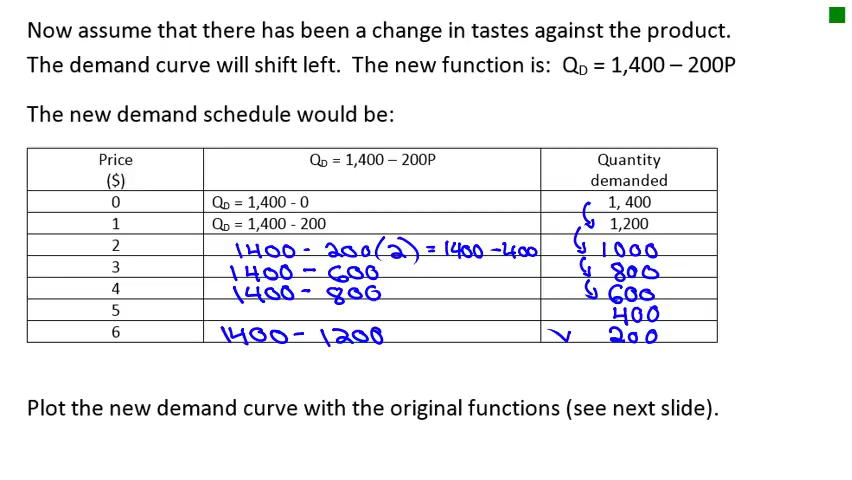 Now assume that there has been a change in tastes against the product.
The demand curve will shift left. The new function is: QD = 1,400 – 200P
The new demand schedule would be:
Price ($) QD = 1,400 – 200P Quantity demanded
0 QD = 1,400 - 0 1, 400
1 QD = 1,400 - 200 1,200
2 1400 - 200(2) = 1400 - 400 1000
3 1400 - 600 800
4 1400 - 800 600
5 400
6 1400 - 1200 200
Plot the new demand curve with the original functions (see next slide).